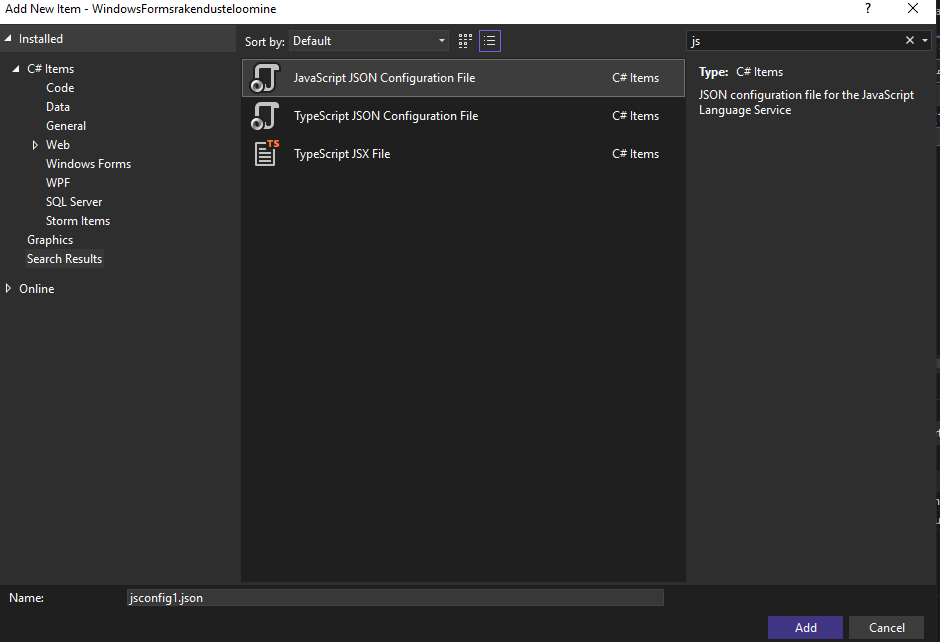 Add New Item - WindowsFormsrakendusteloomine
?
Installed
Sort by: Default
js
C# Items
Code
Data
General
Web
Windows Forms
WPF
SQL Server
Storm Items
Graphics
Search Results
Online
JavaScript JSON Configuration File C# Items
TypeScript JSON Configuration File C# Items
TS
TypeScript JSX File C# Items
Type: C# Items
JSON configuration file for the JavaScript
Language Service
Name: jsconfig1.json
Add Cancel